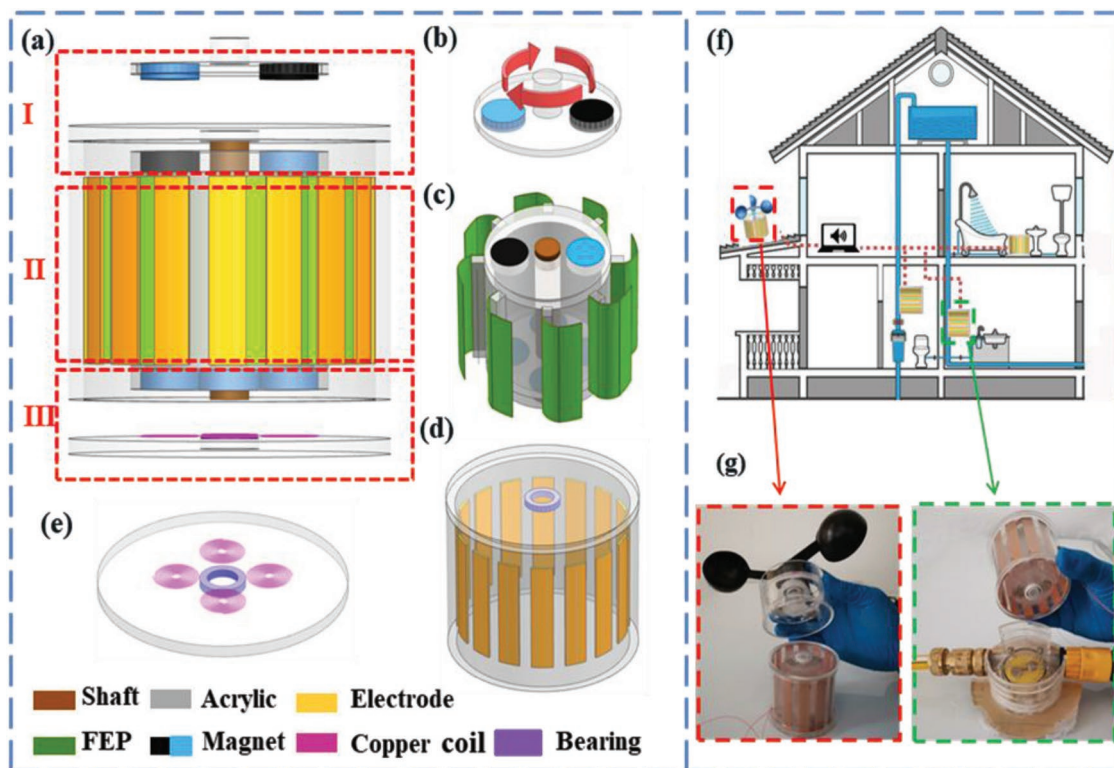 (a)
(b)
(f)
I
(c)
II
III
(d)
(g)
(e)
Shaft Acrylic Electrode
FEP Magnet Copper coil Bearing